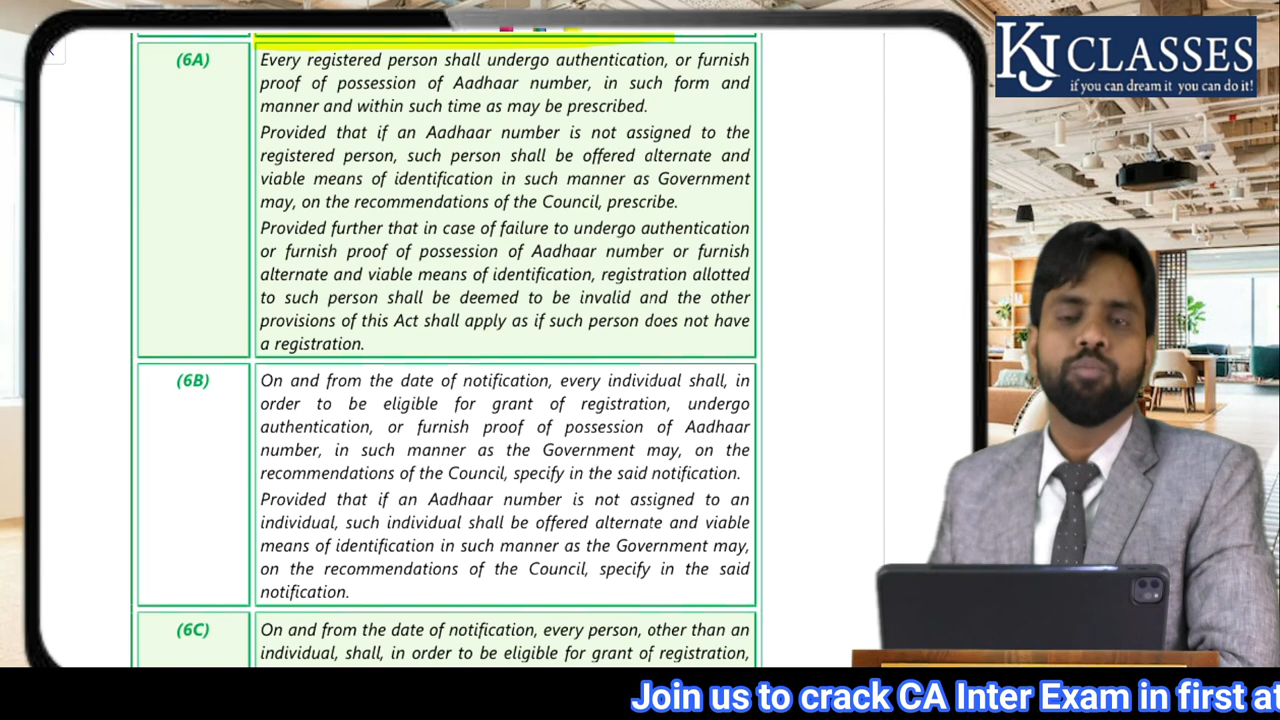 KJ CLASSES
if you can dream it you can do it!
(6A)
Every registered person shall undergo authentication, or furnish
proof of possession of Aadhaar number, in such form and
manner and within such time as may be prescribed.
Provided that if an Aadhaar number is not assigned to the
registered person, such person shall be offered alternate and
viable means of identification in such manner as Government
may, on the recommendations of the Council, prescribe.
Provided further that in case of failure to undergo authentication
or furnish proof of possession of Aadhaar number or furnish
alternate and viable means of identification, registration allotted
to such person shall be deemed to be invalid and the other
provisions of this Act shall apply as if such person does not have
a registration.
(6B)
On and from the date of notification, every individual shall, in
order to be eligible for grant of registration, undergo
authentication, or furnish proof of possession of Aadhaar
number, in such manner as the Government may, on the
recommendations of the Council, specify in the said notification.
Provided that if an Aadhaar number is not assigned to an
individual, such individual shall be offered alternate and viable
means of identification in such manner as the Government may,
on the recommendations of the Council, specify in the said
notification.
(6C)
On and from the date of notification, every person, other than an
individual, shall, in order to be eligible for grant of registration,
Join us to crack CA Inter Exam in first at